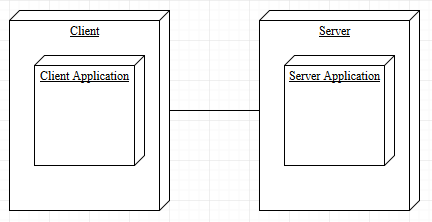 Client
Client Application
Server
Server Application